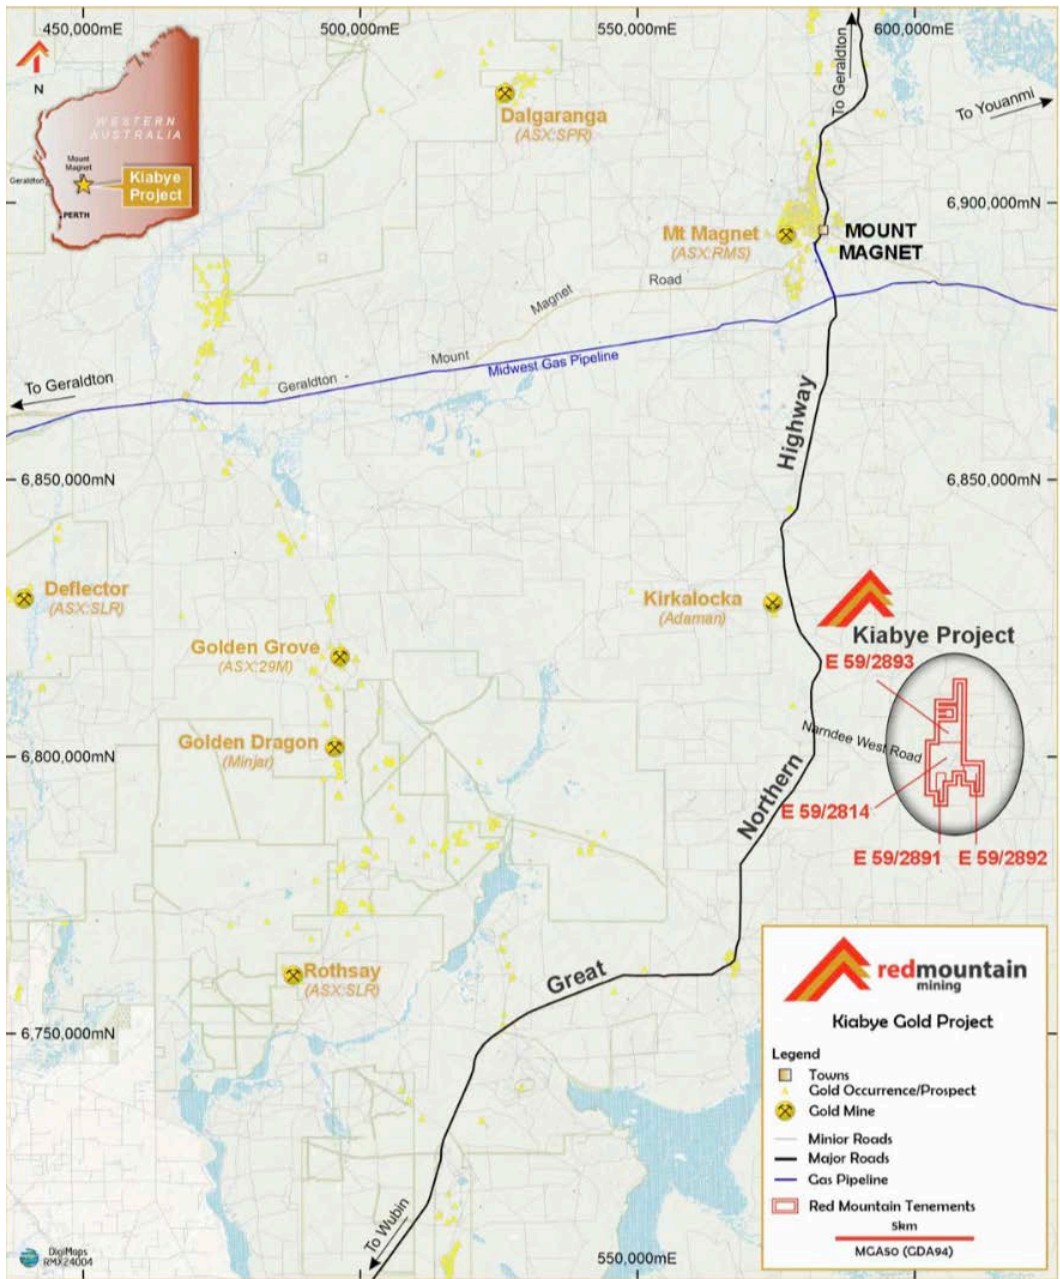 450,000mE
500,000mE
550,000mE
600,000mE
N
WESTERN
AUSTRALIA
Mount
Magnet
Geraldton
Kiabye
Project
PERTH
To Geraldton
To Youanmi
Dalgaranga
(ASX:SPR)
6,900,000mN
Mt Magnet
(ASX:RMS)
MOUNT
MAGNET
Geraldton
Mount
Magnet
Road
Midwest Gas Pipeline
To Geraldton
Highway
6,850,000mN
6,850,000mN
Deflector
(ASX:SLR)
Kirkalocka
(Adaman)
Golden Grove
(ASX:29M)
Kiabye Project
E 59/2893
Golden Dragon
(Minjar)
6,800,000mN
Narndee West Road
Northern
E 59/2814
E 59/2891
E 59/2892
Rothsay
(ASX:SLR)
Great
6,750,000mN
To Wubin
redmountain
mining
Kiabye Gold Project
Legend
Towns
Gold Occurrence/Prospect
Gold Mine
Minior Roads
Major Roads
Gas Pipeline
Red Mountain Tenements
5km
MGA50 (GDA94)
DigiMaps
RMX24004
550,000mE